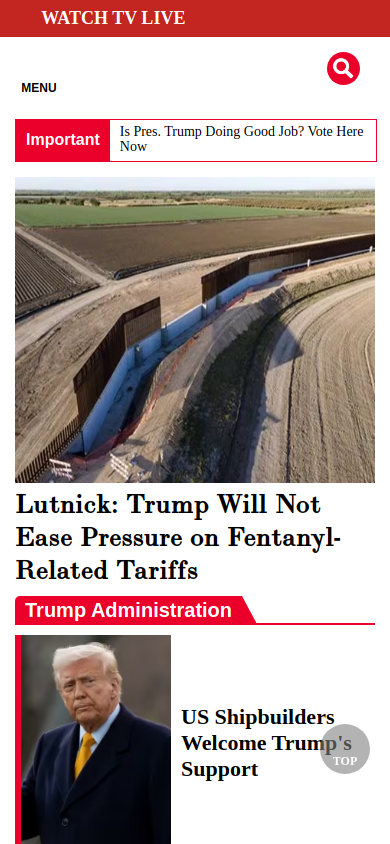 WATCH TV LIVE
MENU
Important
Is Pres. Trump Doing Good Job? Vote Here
Now
Lutnick: Trump Will Not
Ease Pressure on Fentanyl-
Related Tariffs
Trump Administration
US Shipbuilders
Welcome Trump's
Support
TOP